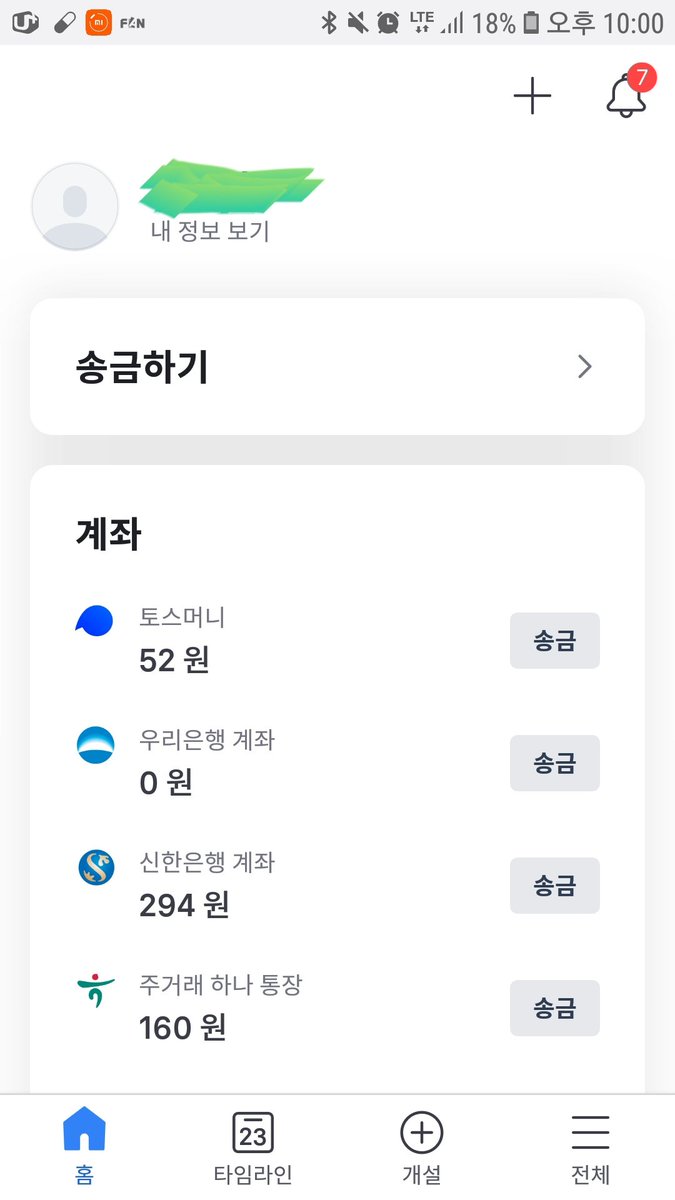 U+ mi FAN LTE 18% 오후 10:00
7
내 정보 보기
송금하기
계좌
토스머니
52 원
송금
우리은행 계좌
0 원
송금
신한은행 계좌
294 원
송금
주거래 하나 통장
160 원
송금
23
홈 타임라인 개설 전체